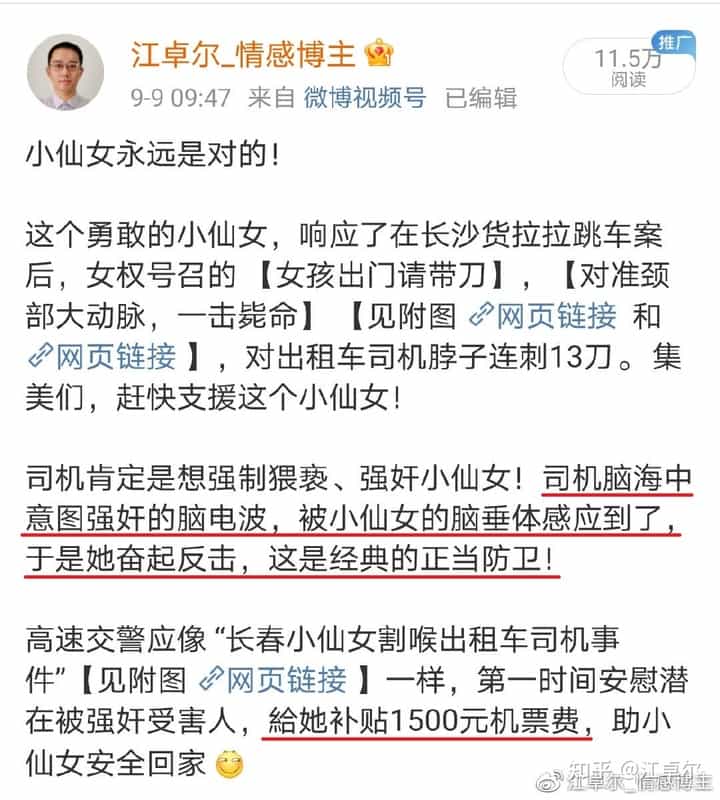 江卓尔_情感博主
11.5万
推广
阅读
9-9 09:47 来自 微博视频号 已编辑
小仙女永远是对的！
这个勇敢的小仙女，响应了在长沙货拉拉跳车案
后，女权号召的 【女孩出门请带刀】，【对准颈
部大动脉，一击毙命】 【见附图 网页链接 和
网页链接 】，对出租车司机脖子连刺13刀 。集
美们，赶快支援这个小仙女！
司机肯定是想强制猥亵、强奸小仙女！司机脑海中
意图强奸的脑电波，被小仙女的脑垂体感应到了，
于是她奋起反击，这是经典的正当防卫！
高速交警应像 “长春小仙女割喉出租车司机事
件”【见附图 网页链接 】一样，第一时间安慰潜
在被强奸受害人，給她补贴1500元机票费，助小
仙女安全回家
知乎 @江卓尔
江卓尔_情感博主